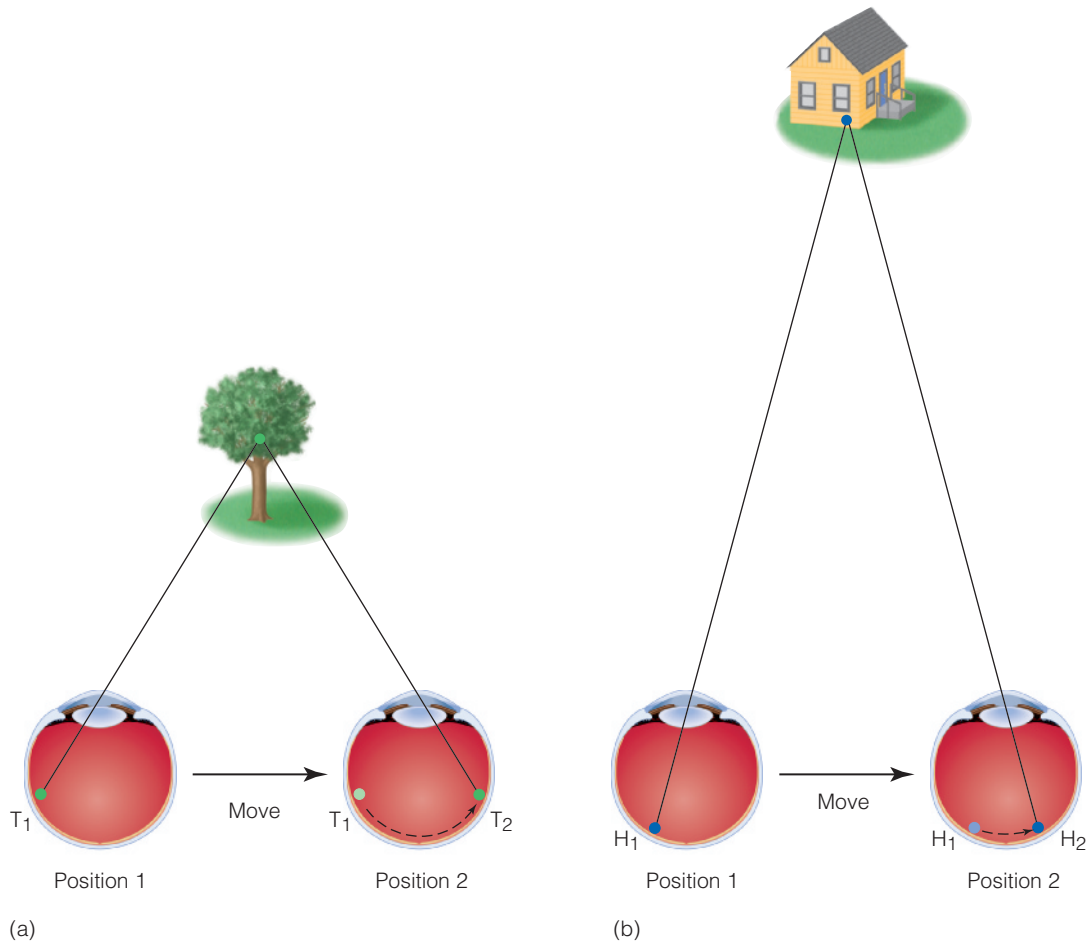 Move
T₁
T₁
T₂
Position 1
Position 2
(a)
Move
H₁
H₁
H₂
Position 1
Position 2
(b)